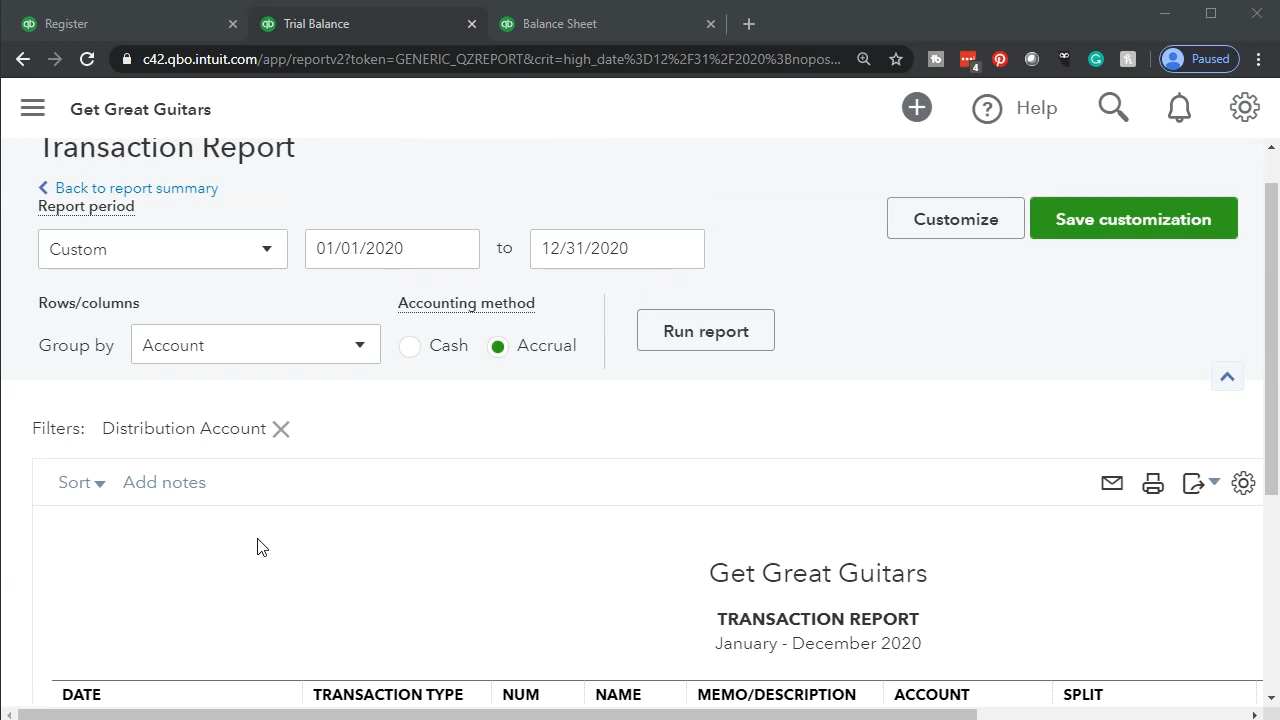 Register
Trial Balance
Balance Sheet
c42.qbo.intuit.com/app/reportv2?token=GENERIC_QZREPORT&crit=high_date%3D12%2F31%2F2020%3Bnopos...
4
Paused
Get Great Guitars
Help
Transaction Report
Back to report summary
Report period
Custom
01/01/2020
to
12/31/2020
Customize
Save customization
Rows/columns
Accounting method
Group by
Account
Cash
Accrual
Run report
Filters: Distribution Account
Sort
Add notes
Get Great Guitars
TRANSACTION REPORT
January - December 2020
DATE TRANSACTION TYPE NUM NAME MEMO/DESCRIPTION ACCOUNT SPLIT